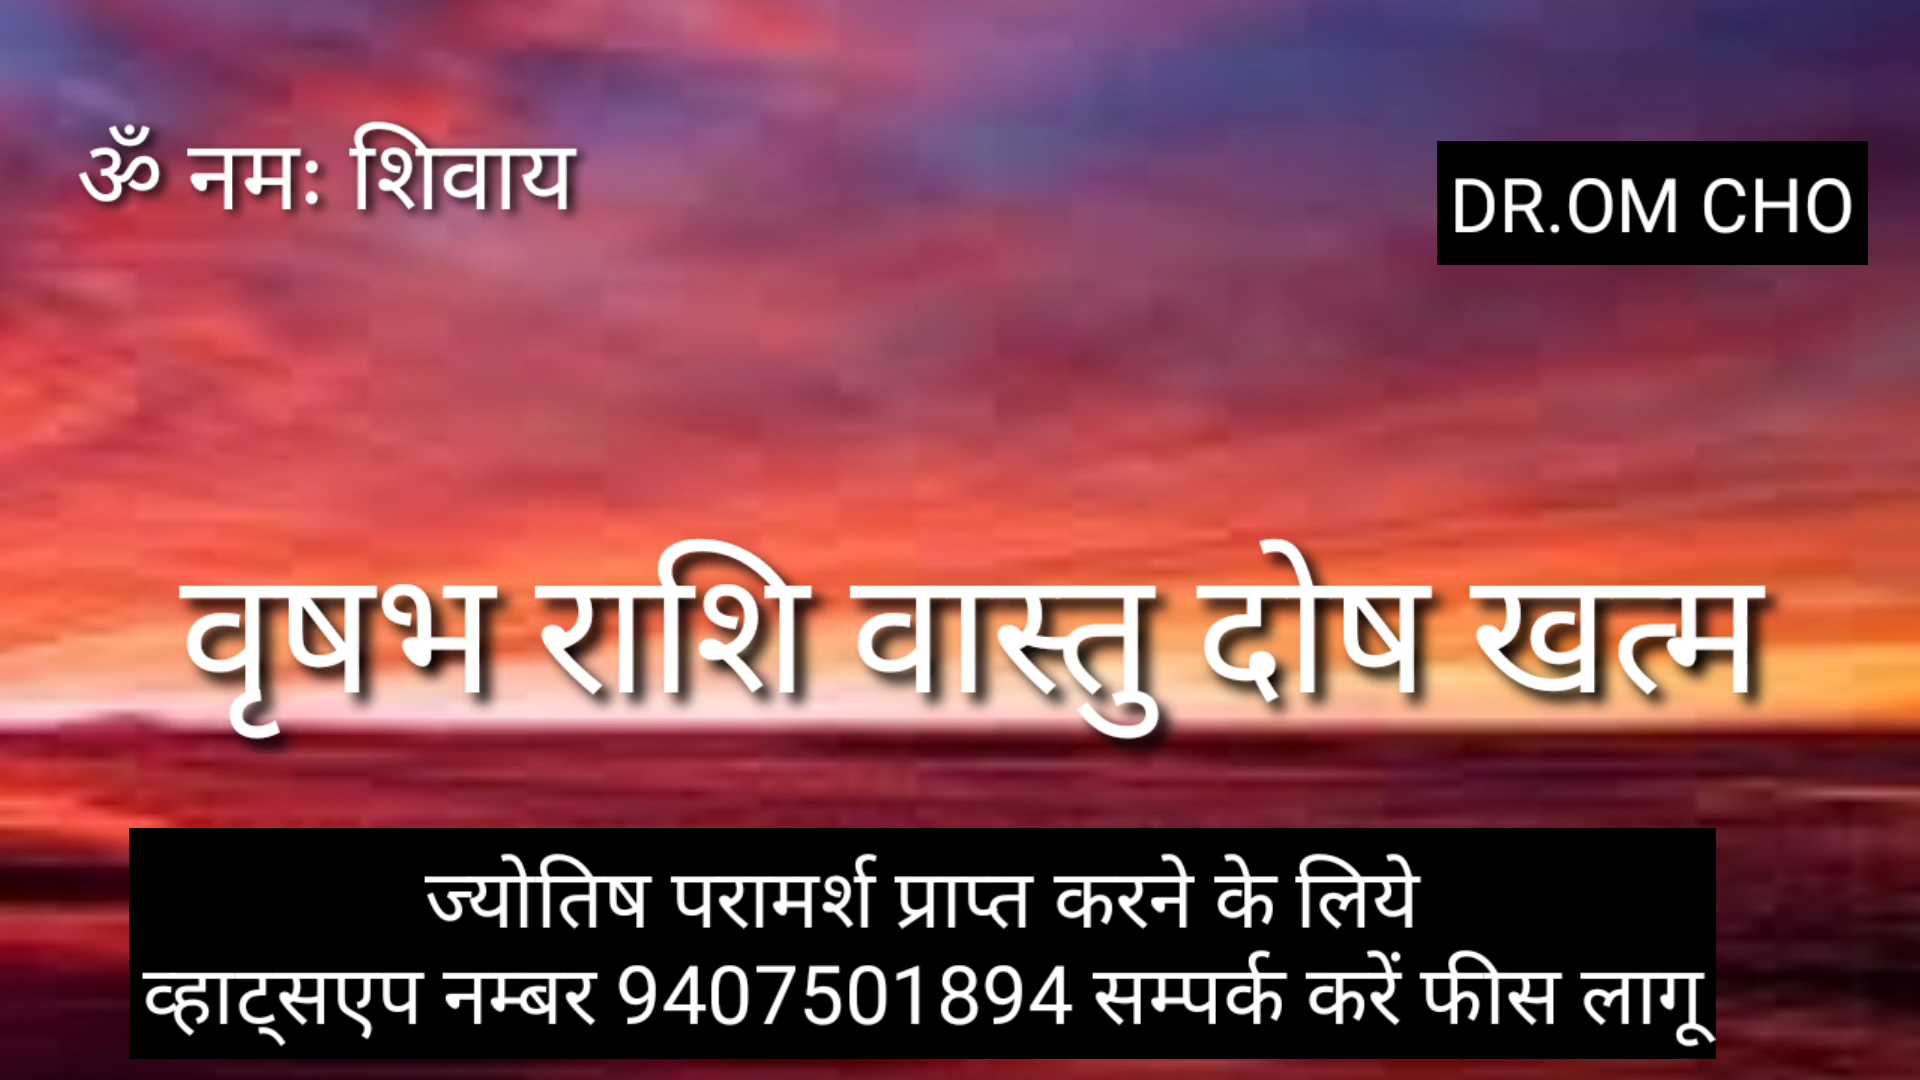 ॐ नमः शिवाय
DR.OM CHO
वृषभ राशि वास्तु दोष खत्म
ज्योतिष परामर्श प्राप्त करने के लिये
व्हाट्सएप नम्बर 9407501894 सम्पर्क करें फीस लागू